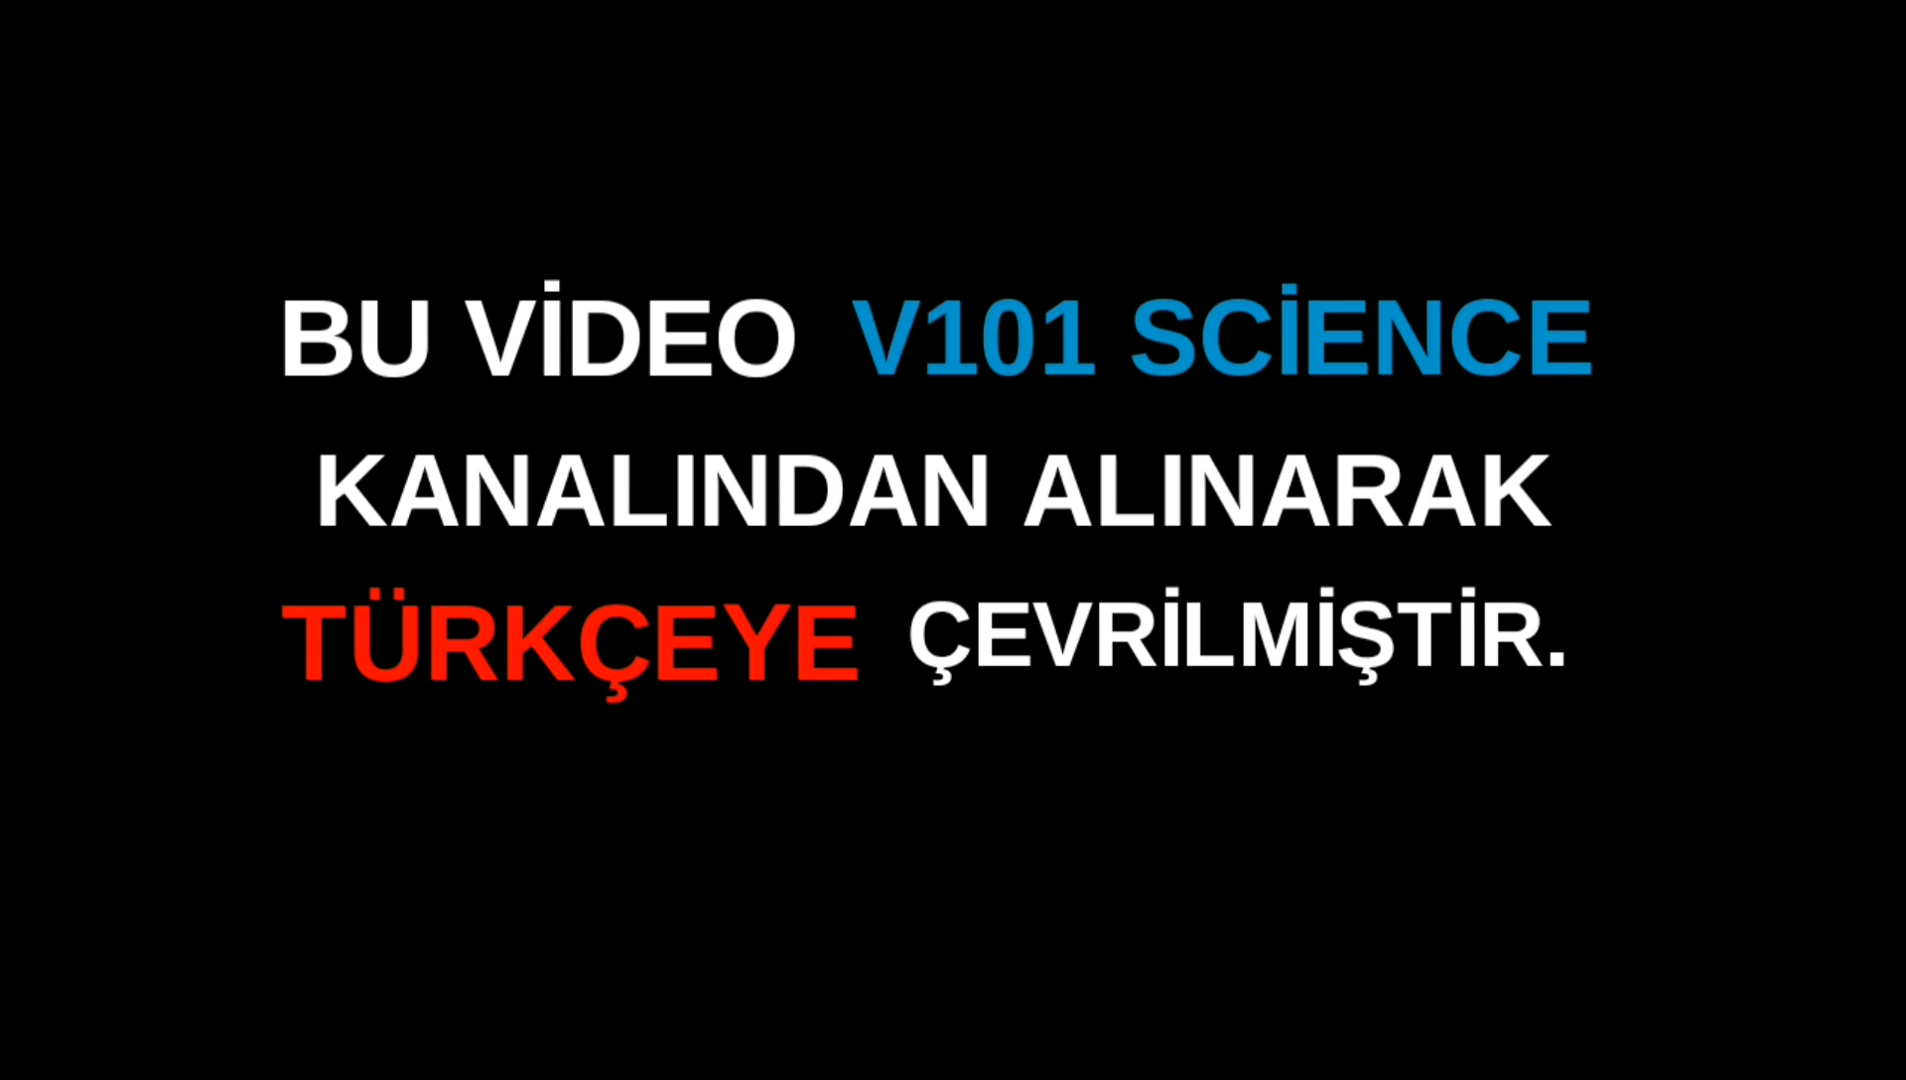 BU VİDEO V101 SCİENCE
KANALINDAN ALINARAK
TÜRKÇEYE ÇEVRİLMİŞTİR.